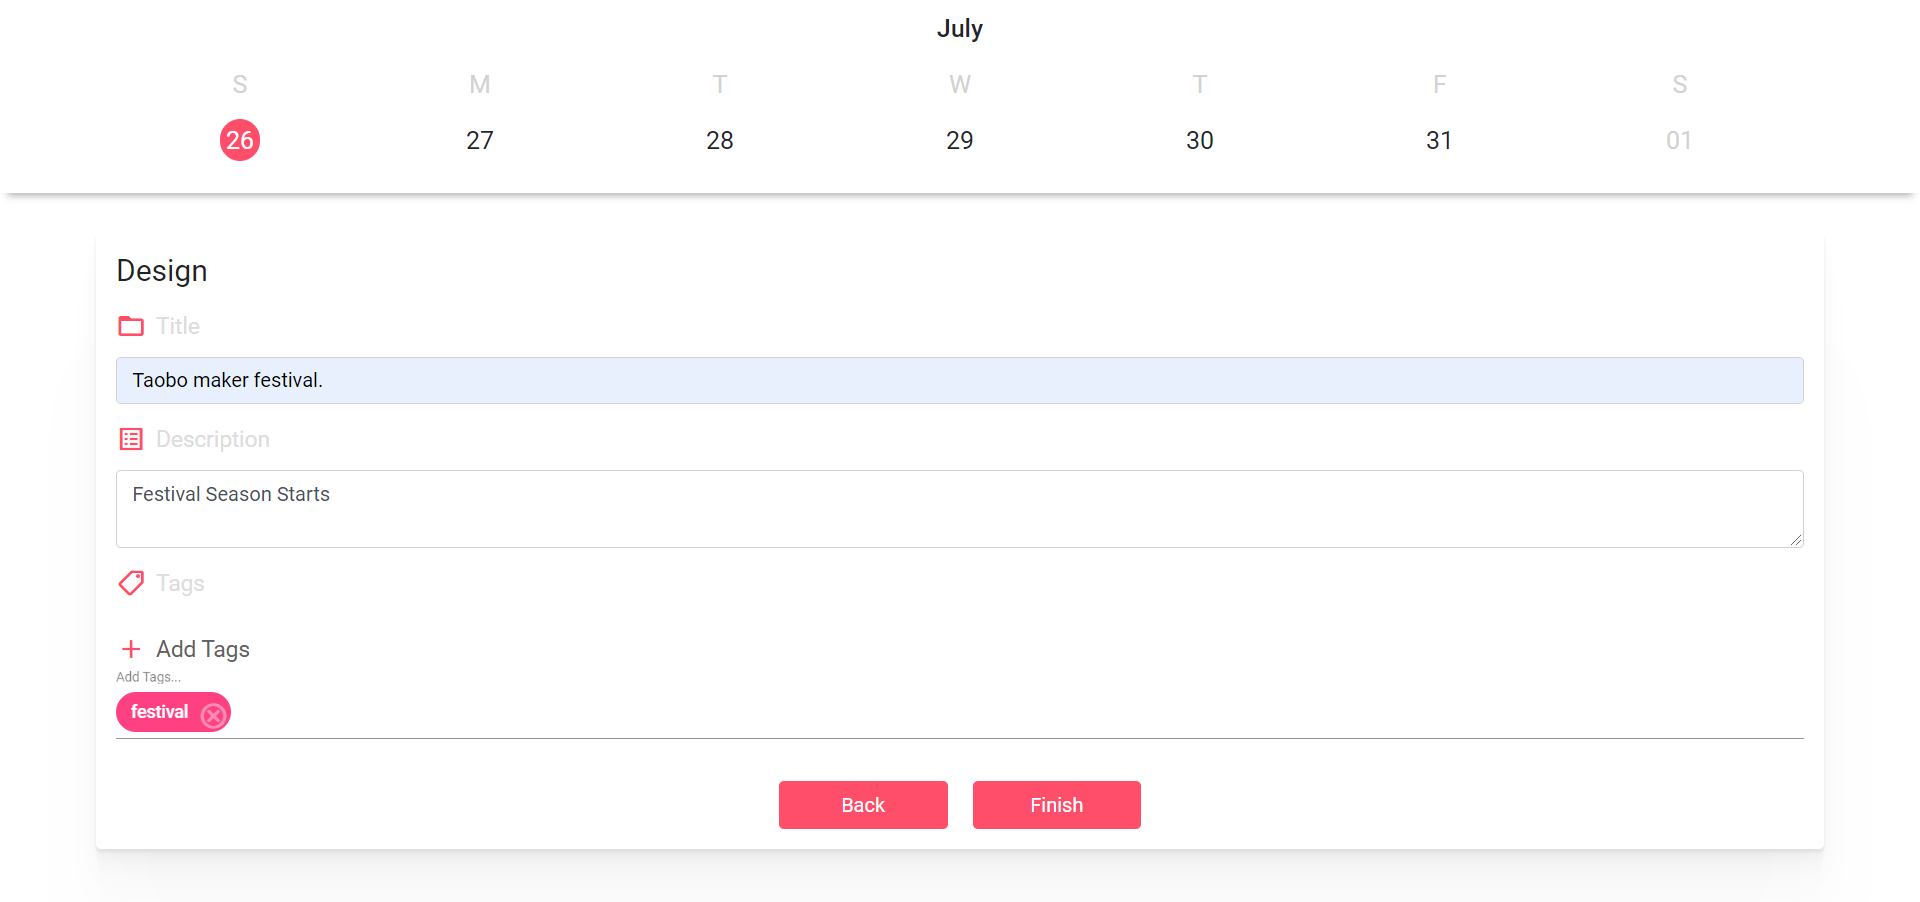 July
S M T W T F S
26 27 28 29 30 31 01
Design
Title
Taobo maker festival.
Description
Festival Season Starts
Tags
Add Tags
Add Tags...
festival
Back Finish